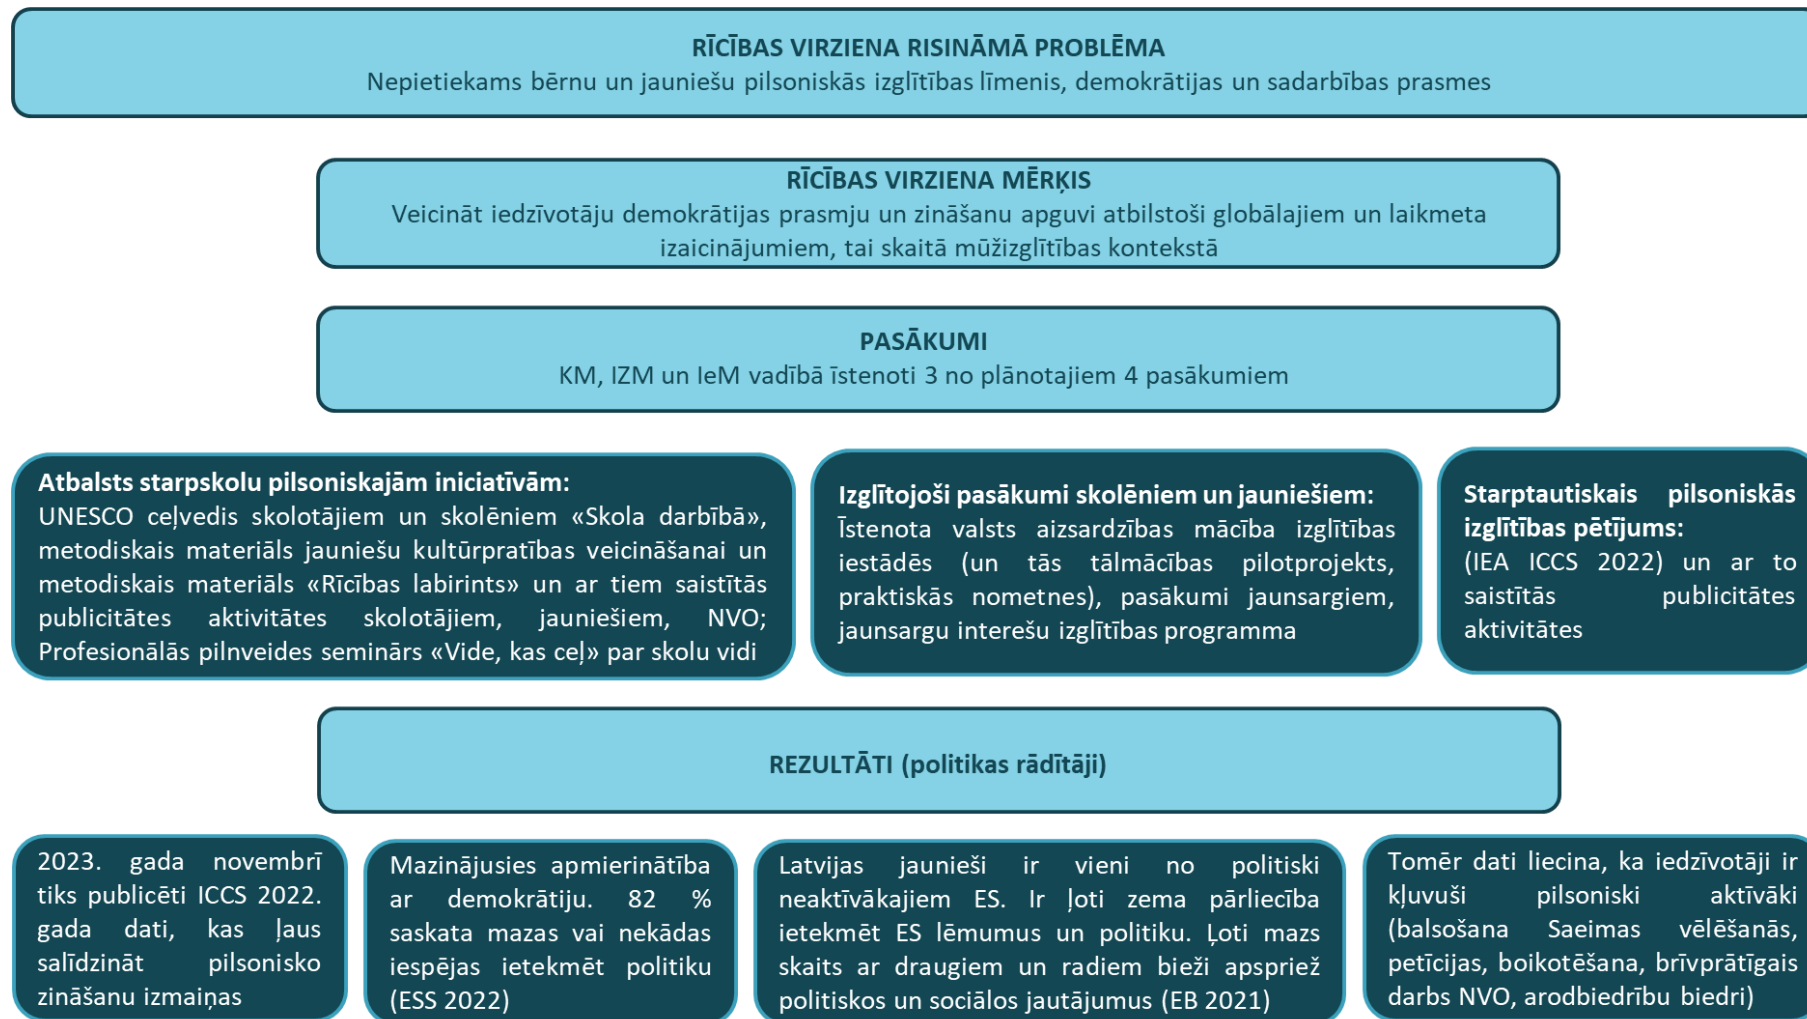 RĪCĪBAS VIRZIENA RISINĀMĀ PROBLĒMA
Nepietiekams bērnu un jauniešu pilsoniskās izglītības līmenis, demokrātijas un sadarbības prasmes
RĪCĪBAS VIRZIENA MĒRĶIS
Veicināt iedzīvotāju demokrātijas prasmju un zināšanu apguvi atbilstoši globālajiem un laikmeta
izaicinājumiem, tai skaitā mūžizglītības kontekstā
PASĀKUMI
KM, IZM un IeM vadībā īstenoti 3 no plānotajiem 4 pasākumiem
Atbalsts starpskolu pilsoniskajām iniciatīvām:
UNESCO ceļvedis skolotājiem un skolēniem «Skola darbībā»,
metodiskais materiāls jauniešu kultūrpratības veicināšanai un
metodiskais materiāls «Rīcības labirints» un ar tiem saistītās
publicitātes aktivitātes skolotājiem, jauniešiem, NVO;
Profesionālās pilnveides seminārs «Vide, kas ceļ» par skolu vidi
Izglītojoši pasākumi skolēniem un jauniešiem:
Īstenota valsts aizsardzības mācība izglītības
iestādēs (un tās tālmācības pilotprojekts,
praktiskās nometnes), pasākumi jaunsargiem,
jaunsargu interešu izglītības programma
Starptautiskais pilsoniskās
izglītības pētījums:
(IEA ICCS 2022) un ar to
saistītās publicitātes
aktivitātes
REZULTĀTI (politikas rādītāji)
2023. gada novembrī
tiks publicēti ICCS 2022.
gada dati, kas ļaus
salīdzināt pilsonisko
zināšanu izmaiņas
Mazinājusies apmierinātība
ar demokrātiju. 82 %
saskata mazas vai nekādas
iespējas ietekmēt politiku
(ESS 2022)
Latvijas jaunieši ir vieni no politiski
neaktīvākajiem ES. Ir ļoti zema pārliecība
ietekmēt ES lēmumus un politiku. Ļoti mazs
skaits ar draugiem un radiem bieži apspriež
politiskos un sociālos jautājumus (EB 2021)
Tomēr dati liecina, ka iedzīvotāji ir
kļuvuši pilsoniski aktīvāki
(balsošana Saeimas vēlēšanās,
petīcijas, boikotēšana, brīvprātīgais
darbs NVO, arodbiedrību biedri)